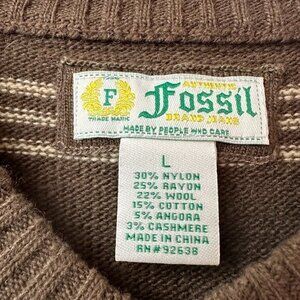 AUTHENTIC
F
Fossil
BRAND JEANS
TRADE MARK
MADE BY PEOPLE WHO CARE
L
30% NYLON
25% RAYON
22% WOOL
15% COTTON
5% ANGORA
3% CASHMERE
MADE IN CHINA
RN#92638